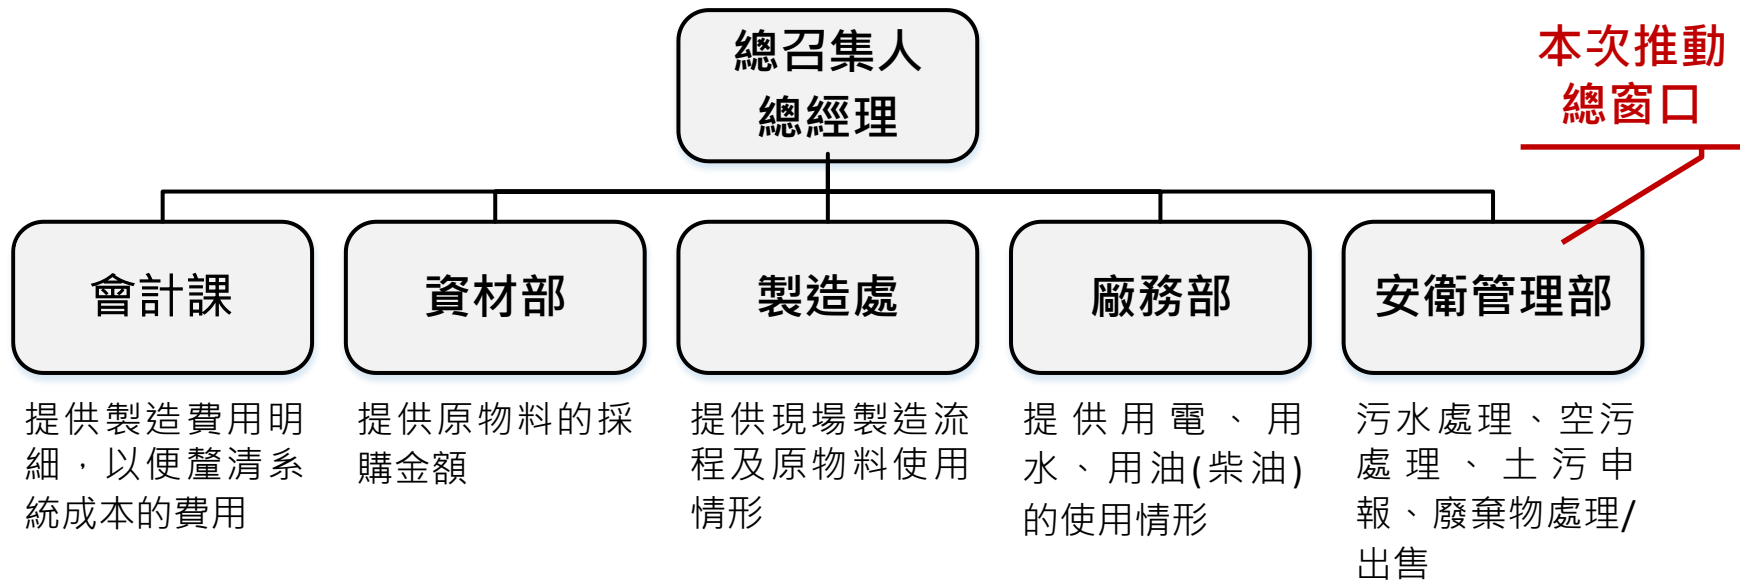 總召集人
總經理
本次推動
總窗口
會計課
資材部
製造處
廠務部
安衛管理部
提供製造費用明
細，以便釐清系
統成本的費用
提供原物料的採
購金額
提供現場製造流
程及原物料使用
情形
提供用電、用
水、用油(柴油)
的使用情形
污水處理、空污
處理、土污申
報、廢棄物處理/
出售